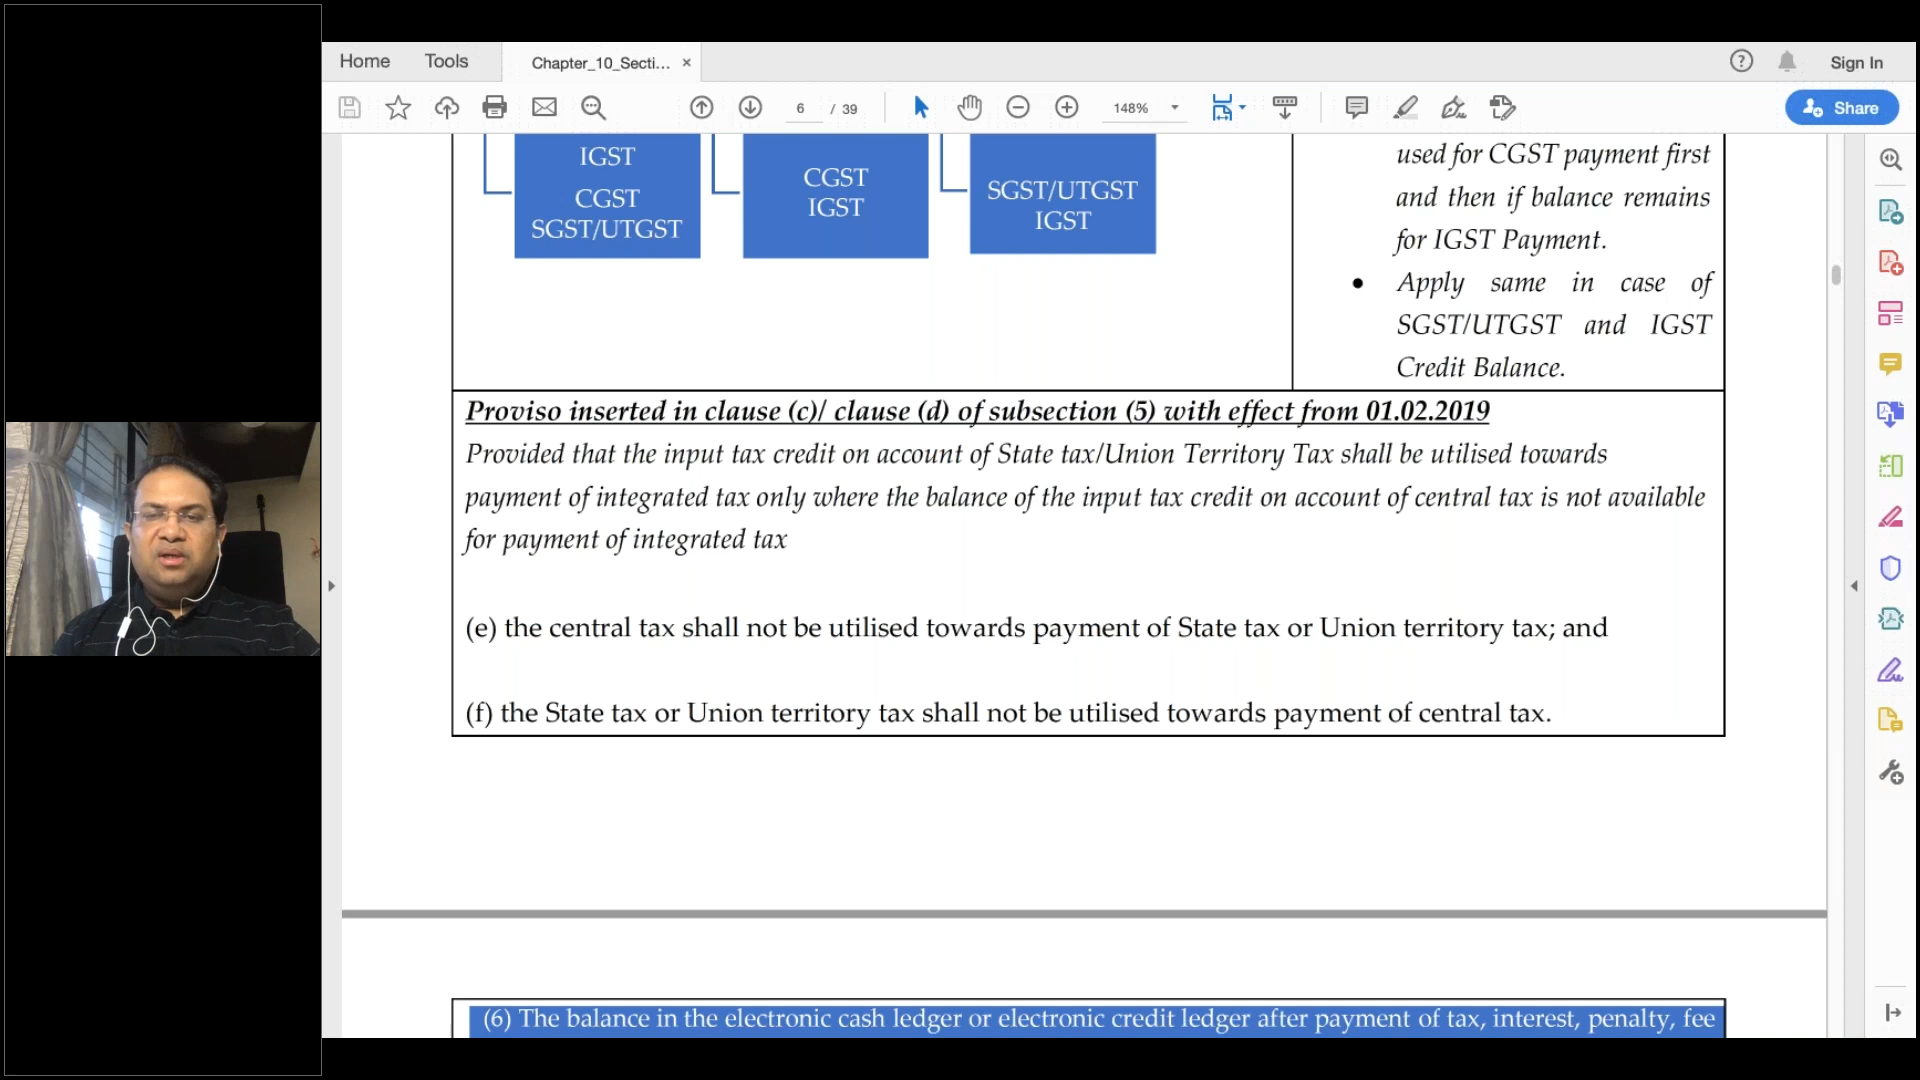 Home
Tools
Chapter_10_Secti... ×
Sign In
6 / 39
148%
Share
IGST
CGST
SGST/UTGST
CGST
IGST
SGST/UTGST
IGST
used for CGST payment first
and then if balance remains
for IGST Payment.
• Apply same in case of
SGST/UTGST and IGST
Credit Balance.
Proviso inserted in clause (c)/ clause (d) of subsection (5) with effect from 01.02.2019
Provided that the input tax credit on account of State tax/Union Territory Tax shall be utilised towards
payment of integrated tax only where the balance of the input tax credit on account of central tax is not available
for payment of integrated tax
(e) the central tax shall not be utilised towards payment of State tax or Union territory tax; and
(f) the State tax or Union territory tax shall not be utilised towards payment of central tax.
(6) The balance in the electronic cash ledger or electronic credit ledger after payment of tax, interest, penalty, fee